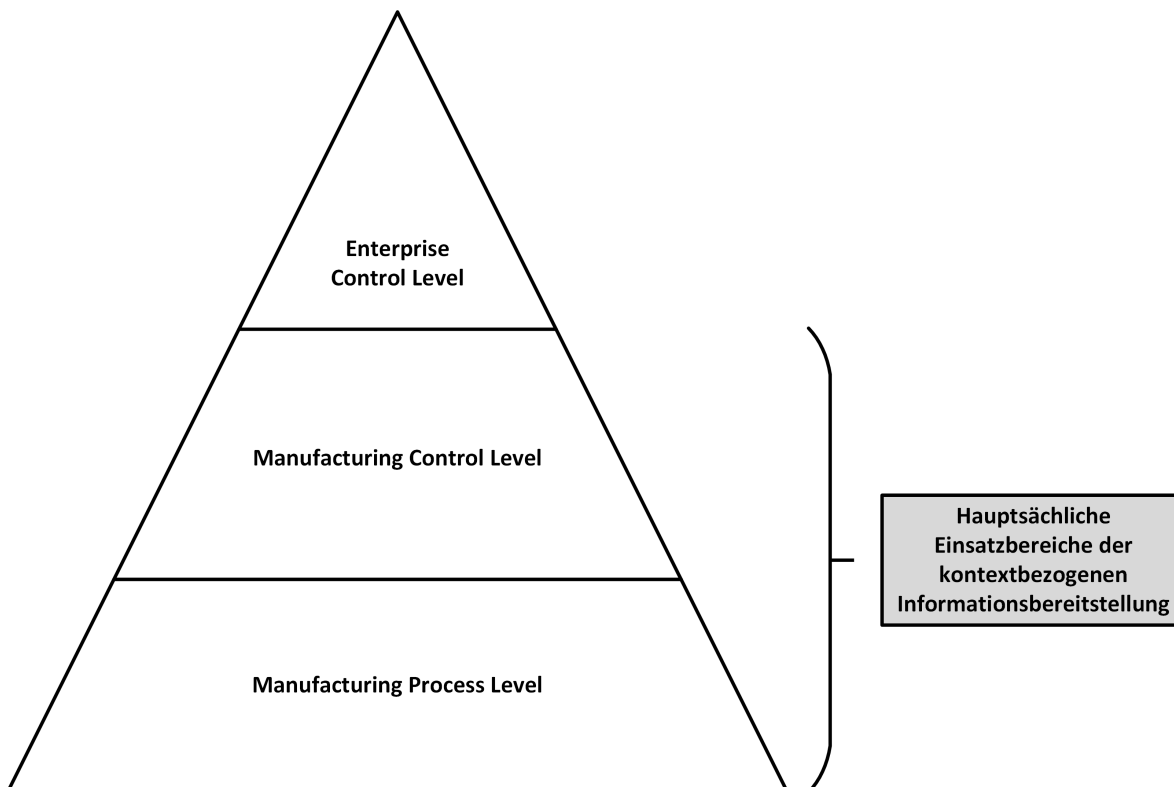 Enterprise
Control Level
Manufacturing Control Level
Hauptsächliche
Einsatzbereiche der
kontextbezogenen
Informationsbereitstellung
Manufacturing Process Level